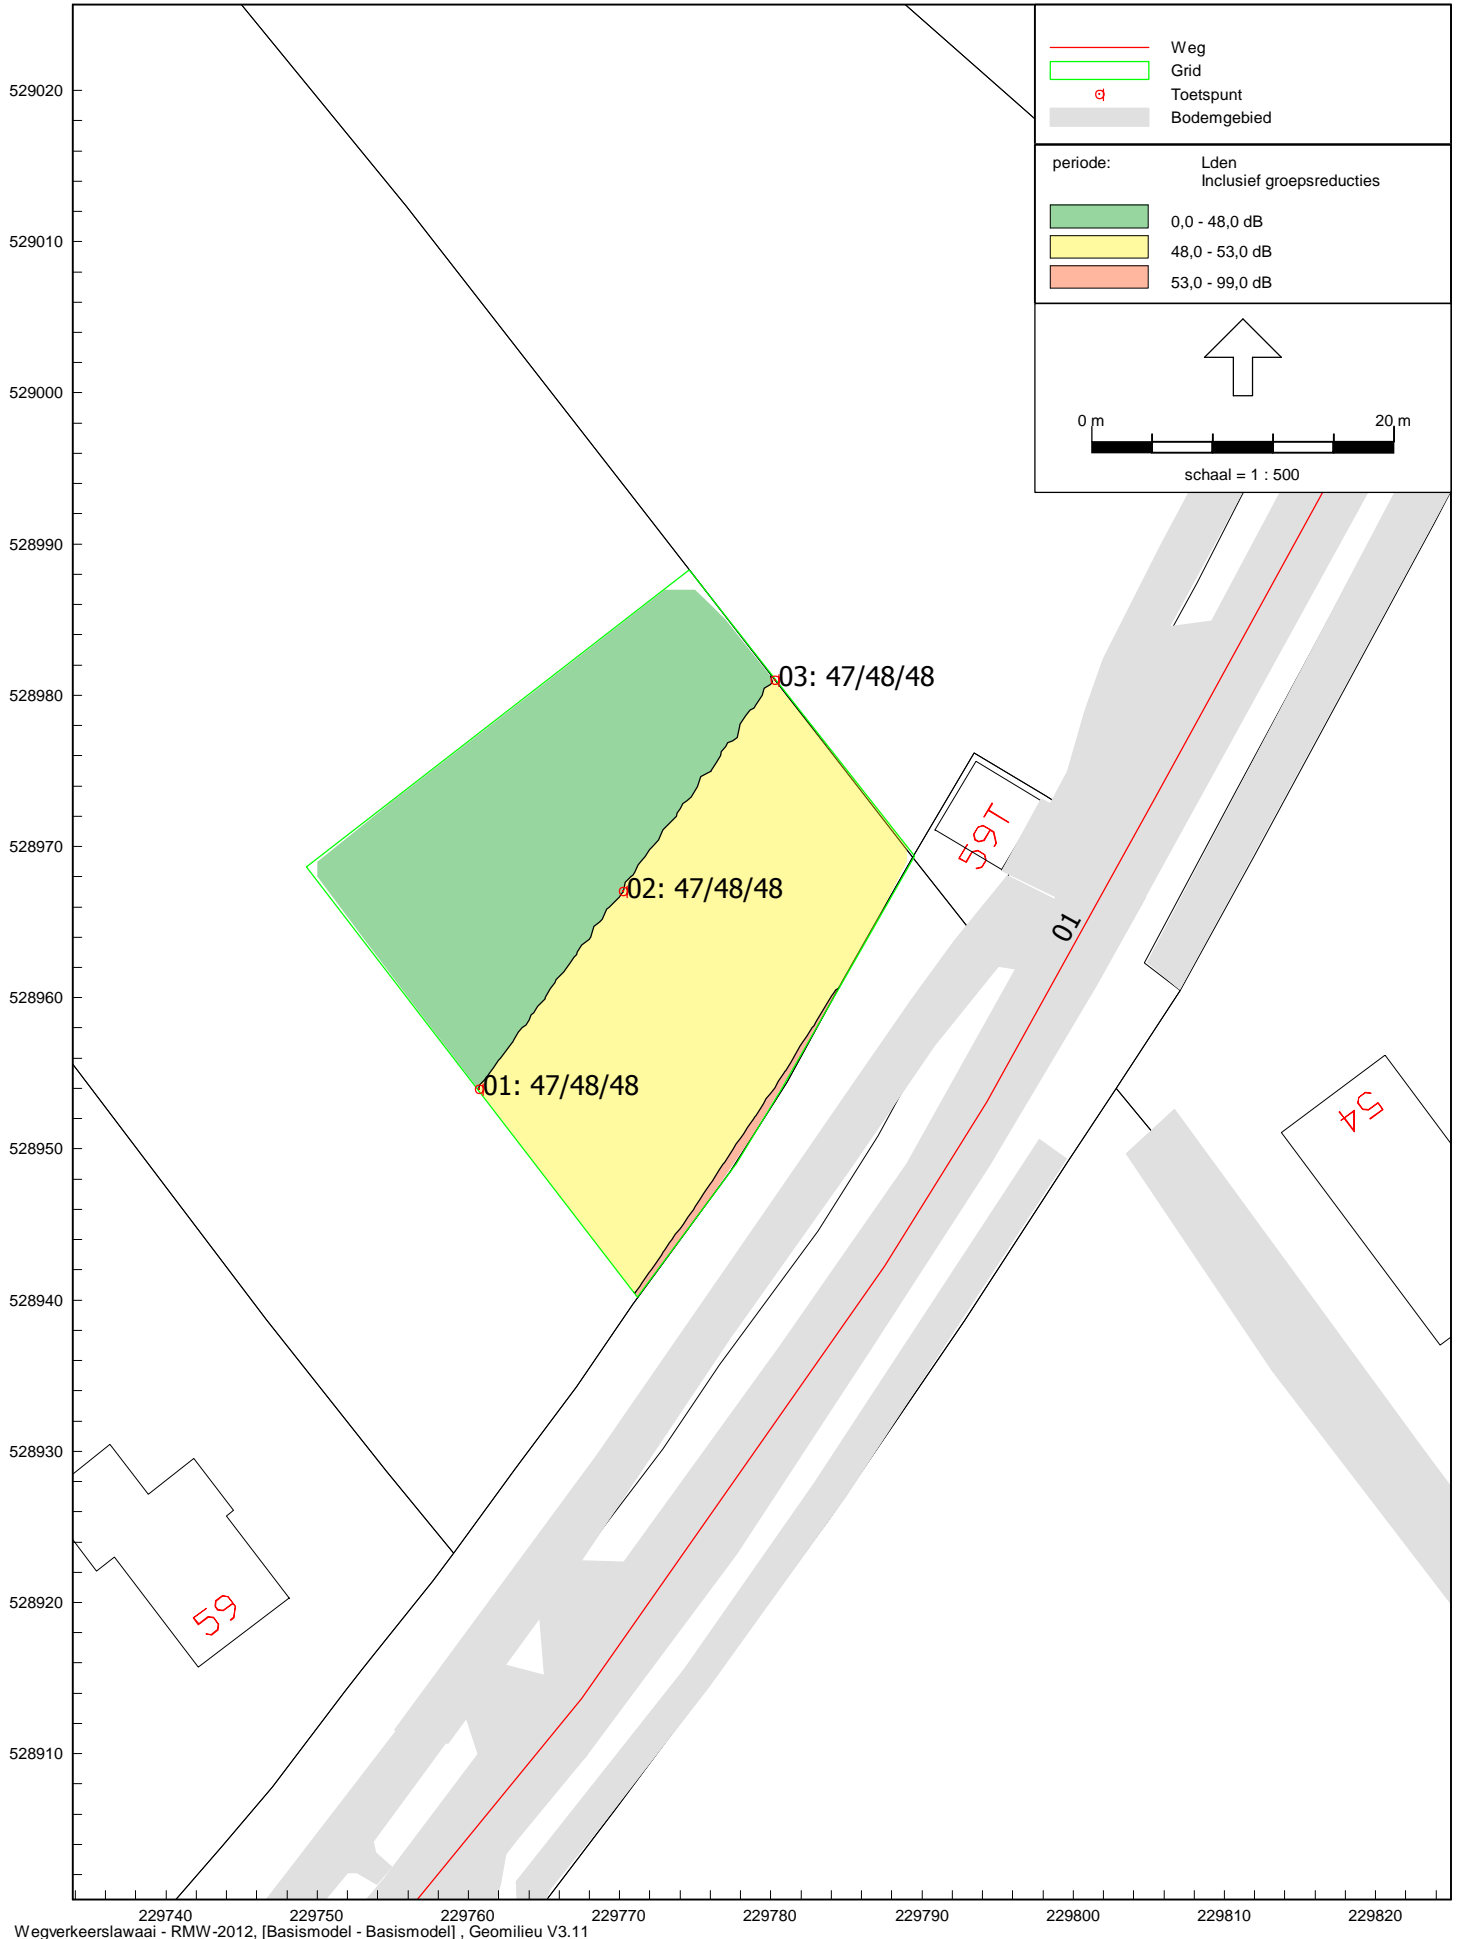 Weg
Grid
Toetspunt
Bodemgebied
periode: Lden
Inclusief groepsreducties
0,0 - 48,0 dB
48,0 - 53,0 dB
53,0 - 99,0 dB
0 m 20 m
schaal = 1 : 500
529020
529010
529000
528990
528980
528970
528960
528950
528940
528930
528920
528910
03: 47/48/48
59T
02: 47/48/48
01
01: 47/48/48
54
59
229740 229750 229760 229770 229780 229790 229800 229810 229820
Wegverkeerslawaai - RMW-2012, [Basismodel - Basismodel] , Geomilieu V3.11